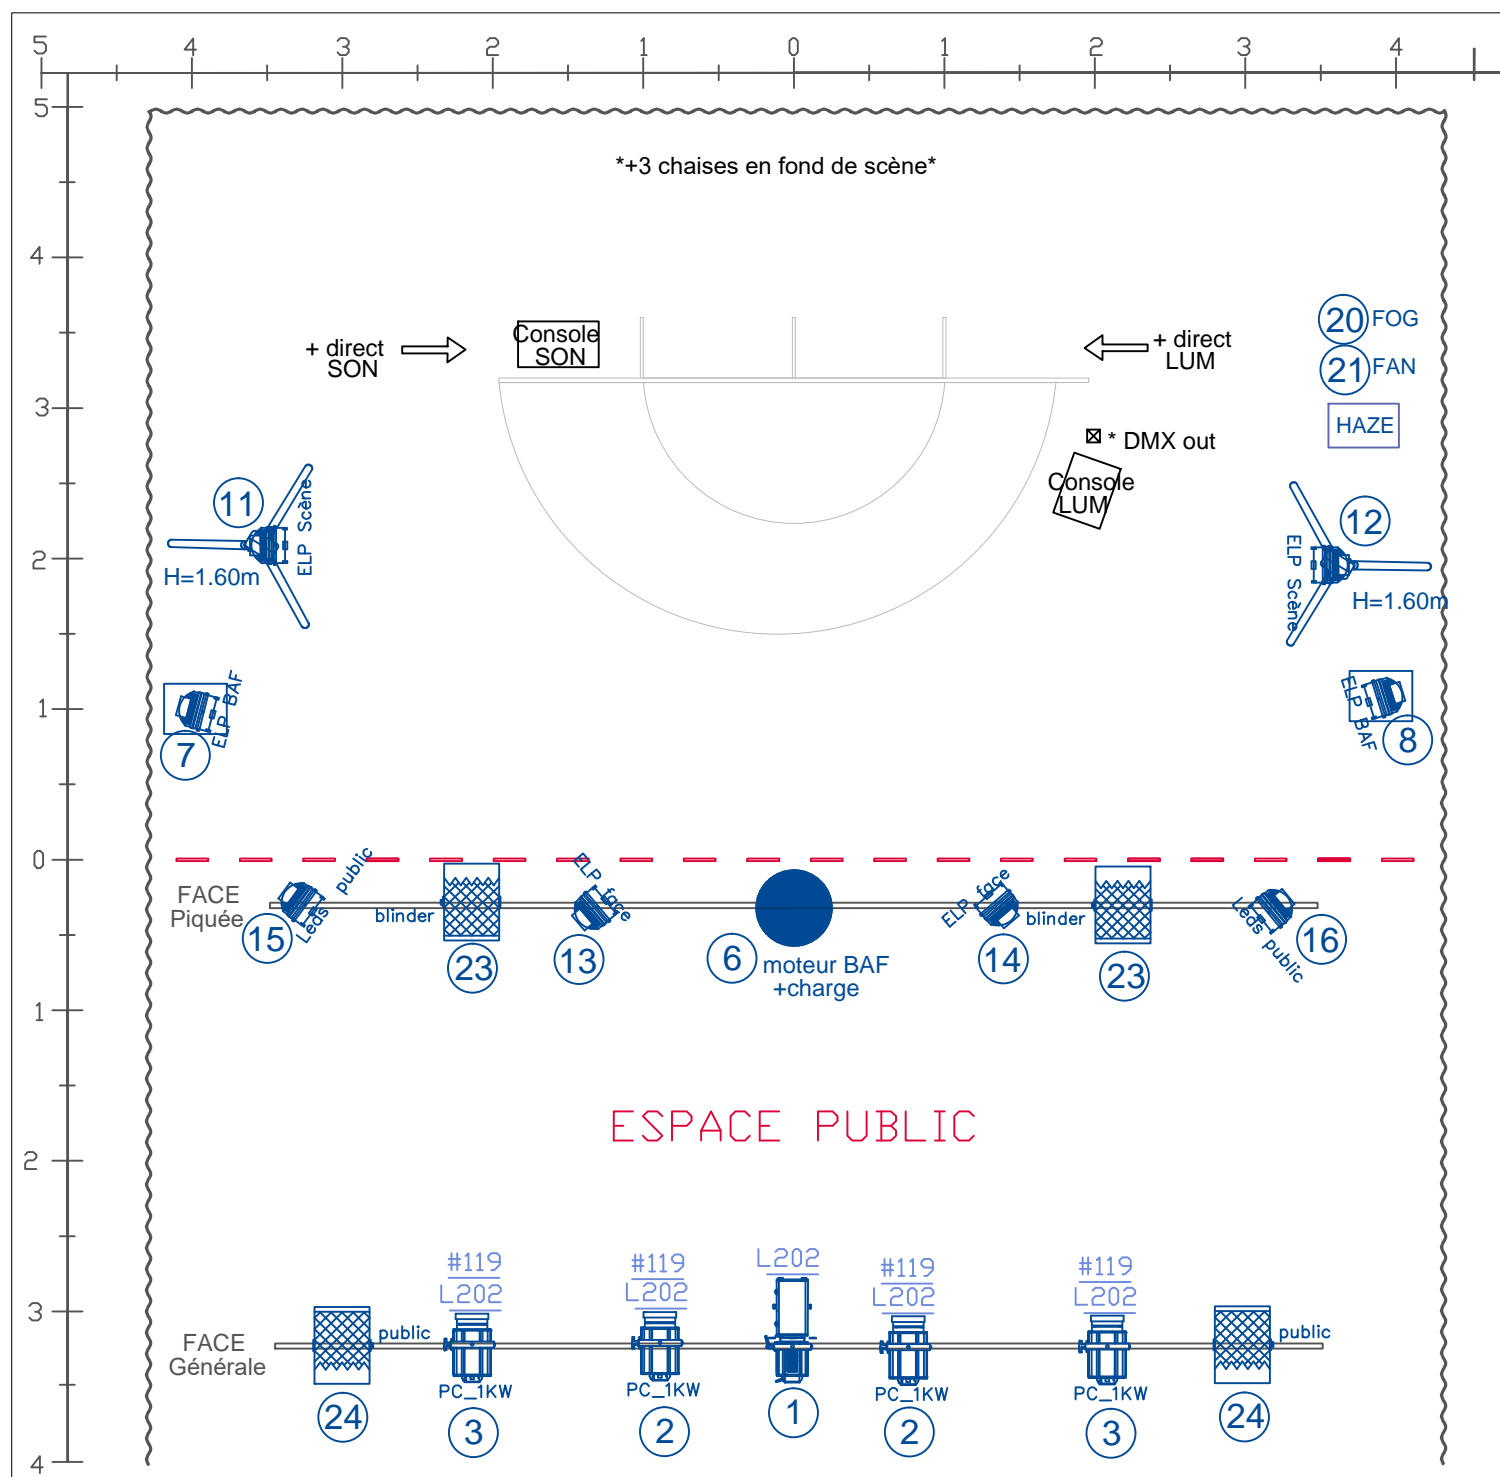 5 4 3 2 1 0 1 2 3 4
5
*+3 chaises en fond de scène*
4
20 FOG
Console
SON
+ direct
SON
+ direct
LUM
21 FAN
3
HAZE
* DMX out
Console
LUM
11
ELP Scène
H=1.60m
12
ELP Scène
H=1.60m
2
1
ELP BAF
7
ELP BAF
8
0
FACE
Piquée
15
Leds public
blinder
23
ELP face
13
6
moteur BAF
+charge
ELP face
14
blinder
23
Leds public
16
1
ESPACE PUBLIC
2
#119
L202
#119
L202
L202
#119
L202
#119
L202
3
FACE
Générale
public
public
PC_1KW
PC_1KW
PC_1KW
PC_1KW
24
3
2
1
2
3
24
4